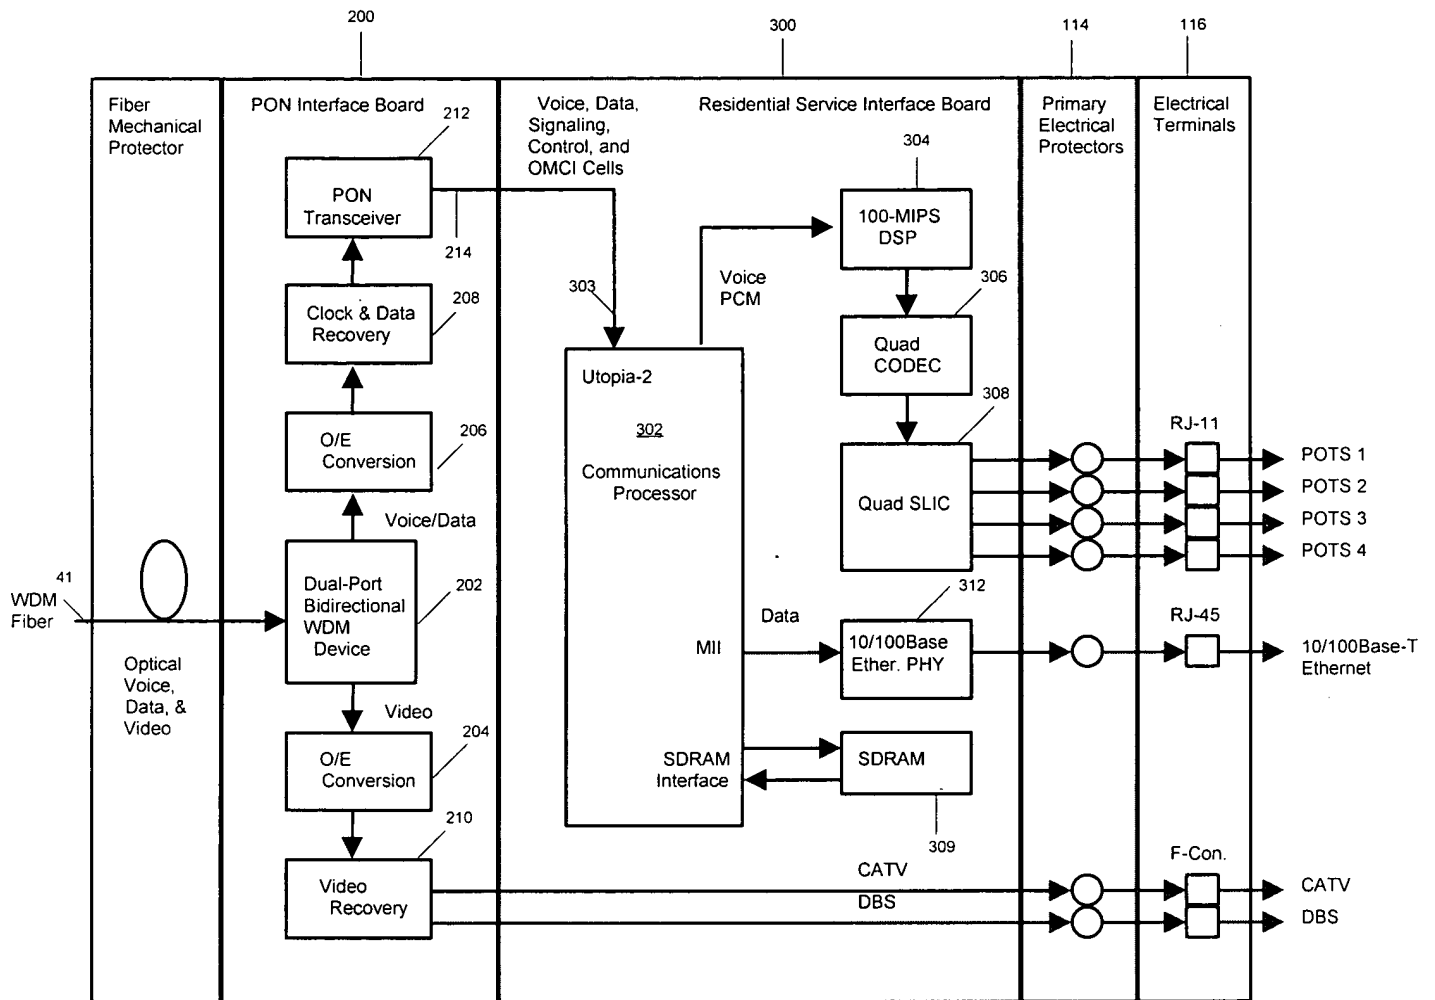 200
300
114
116
Fiber
Mechanical
Protector
PON Interface Board
212
PON
Transceiver
214
Clock & Data
Recovery
208
O/E
Conversion
206
Voice/Data
41
WDM
Fiber
Dual-Port
Bidirectional
WDM
Device
202
Optical
Voice,
Data, &
Video
Video
O/E
Conversion
204
210
Video
Recovery
Voice, Data,
Signaling,
Control, and
OMCI Cells
Residential Service Interface Board
304
100-MIPS
DSP
303
Voice
PCM
306
Quad
CODEC
Utopia-2
302
Communications
Processor
308
Quad SLIC
MII
Data
312
10/100Base
Ether. PHY
SDRAM
Interface
SDRAM
309
CATV
DBS
Primary
Electrical
Protectors
Electrical
Terminals
RJ-11
POTS 1
POTS 2
POTS 3
POTS 4
RJ-45
10/100Base-T
Ethernet
F-Con.
CATV
DBS